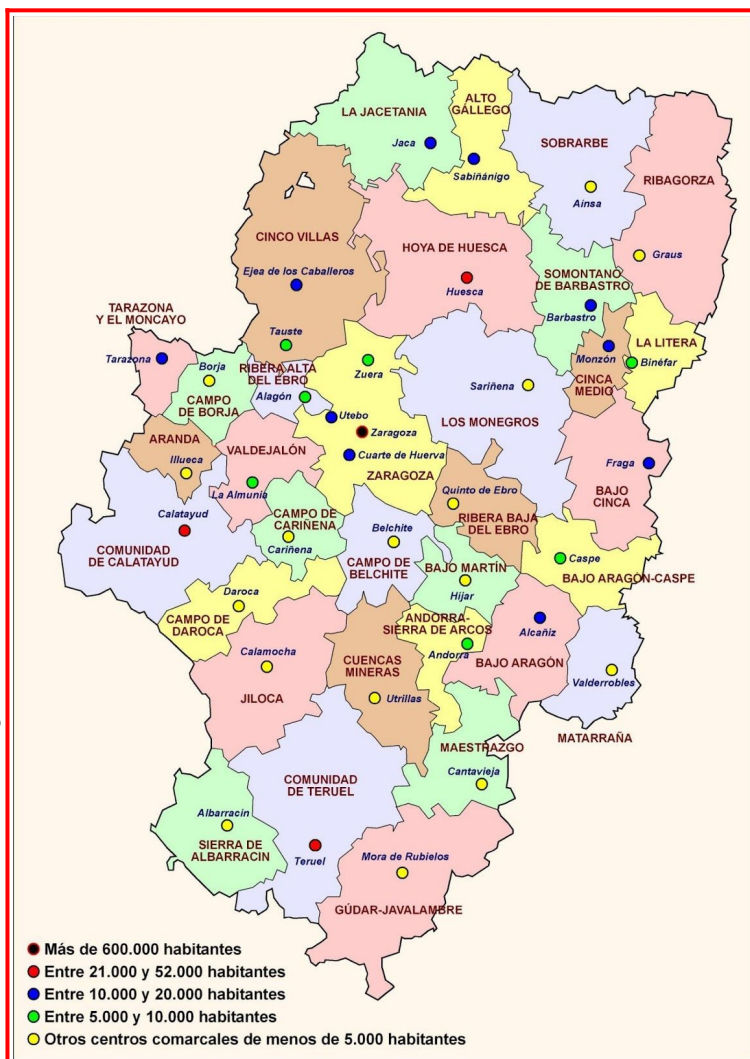 ALTO
GÁLLEGO
LA JACETANIA
Jaca
Sabiñánigo
SOBRARBE
Aínsa
RIBAGORZA
CINCO VILLAS
Ejea de los Caballeros
HOYA DE HUESCA
Huesca
Graus
SOMONTANO
DE BARBASTRO
Barbastro
TARAZONA
Y EL MONCAYO
Tarazona
Tauste
Borja
RIBERA ALTA
DEL EBRO
Zuera
Monzón
LA LITERA
Binéfar
Alagón
CAMPO
DE BORJA
Sariñena
CINCA
MEDIO
Utebo
LOS MONEGROS
Zaragoza
ARANDA
Illueca
VALDEJALÓN
Cuarte de Huerva
ZARAGOZA
Fraga
BAJO
CINCA
La Almunia
Quinto de Ebro
Calatayud
CAMPO DE
CARIÑENA
Cariñena
Belchite
RIBERA BAJA
DEL EBRO
COMUNIDAD
DE CALATAYUD
CAMPO DE
BELCHITE
BAJO MARTÍN
Híjar
Caspe
BAJO ARAGÓN-CASPE
Daroca
CAMPO DE
DAROCA
ANDORRA-
SIERRA DE ARCOS
Andorra
Alcañiz
Calamocha
CUENCAS
MINERAS
BAJO ARAGÓN
Valderrobles
JILOCA
Utrillas
MATARRAÑA
MAESTRAZGO
Cantavieja
COMUNIDAD
DE TERUEL
Albarracín
SIERRA DE
ALBARRACIN
Teruel
Mora de Rubielos
GÚDAR-JAVALAMBRE
Más de 600.000 habitantes
Entre 21.000 y 52.000 habitantes
Entre 10.000 y 20.000 habitantes
Entre 5.000 y 10.000 habitantes
Otros centros comarcales de menos de 5.000 habitantes